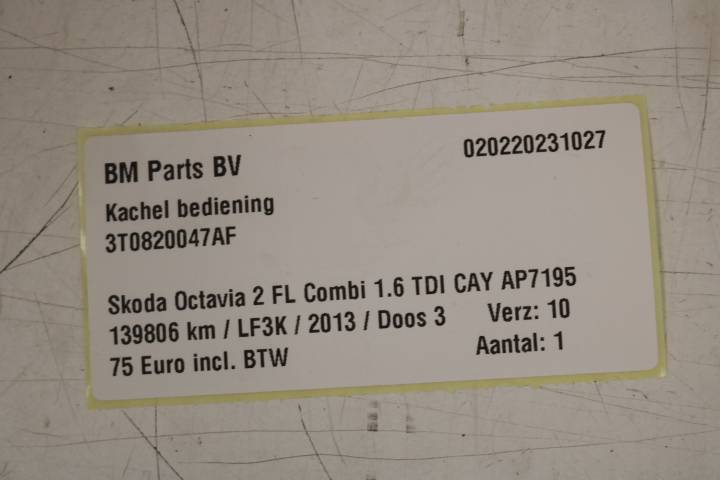 BM Parts BV 020220231027
Kachel bediening
3T0820047AF
Skoda Octavia 2 FL Combi 1.6 TDI CAY AP7195
139806 km / LF3K / 2013 / Doos 3 Verz: 10
75 Euro incl. BTW Aantal: 1